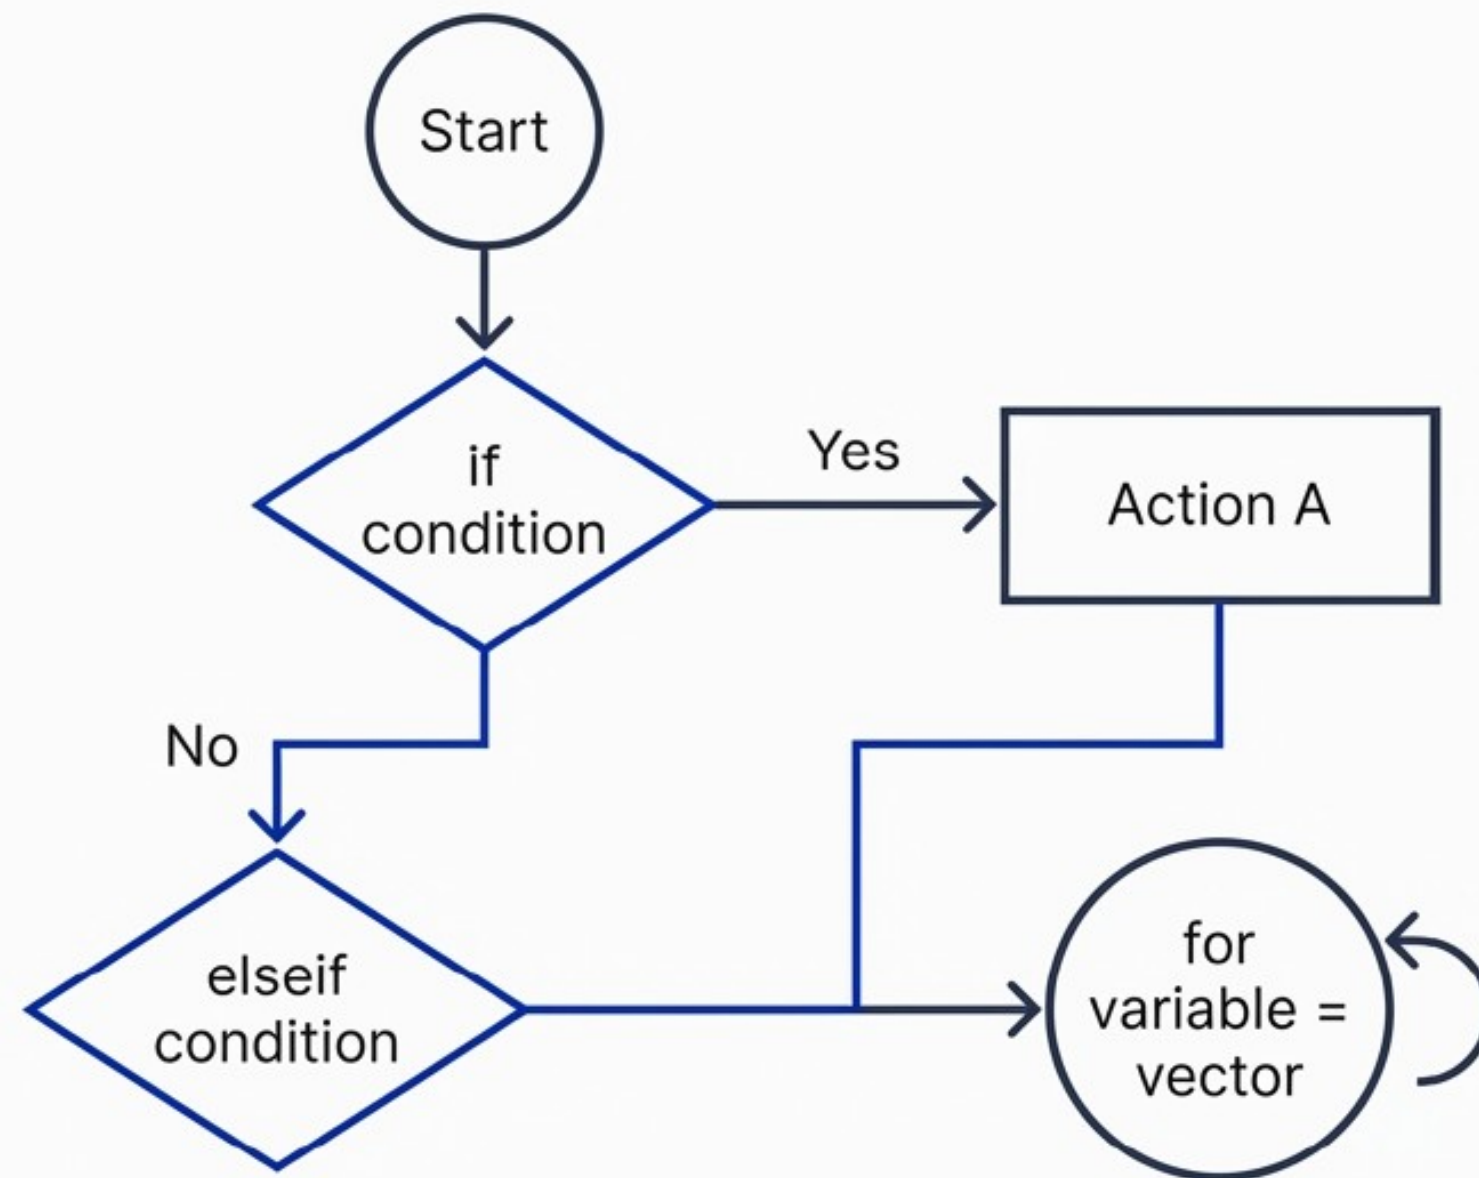 Start
if
condition
Yes
Action A
No
elseif
condition
for
variable =
vector